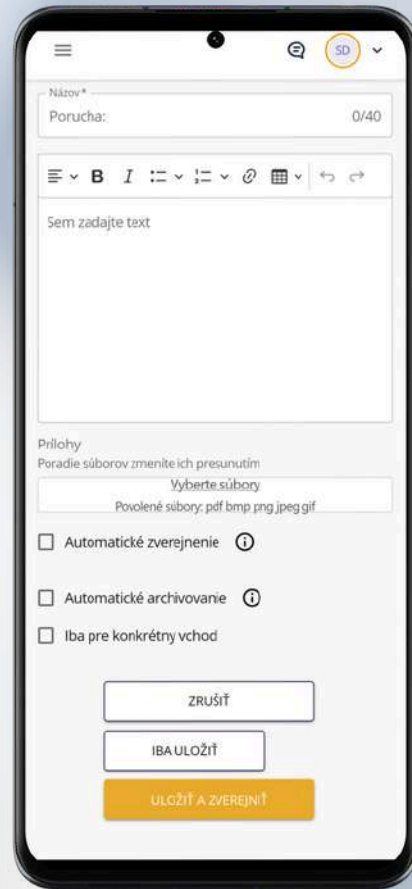 SD
Názov*
Porucha: 0/40
B I
Sem zadajte text
Prílohy
Poradie súborov zmeníte ich presunutím
Vyberte súbory
Povolené súbory: pdf bmp png jpeg gif
Automatické zverejnenie
Automatické archivovanie
Iba pre konkrétny vchod
ZRUŠIŤ
IBA ULOŽIŤ
ULOŽIŤ A ZVEREJNIŤ